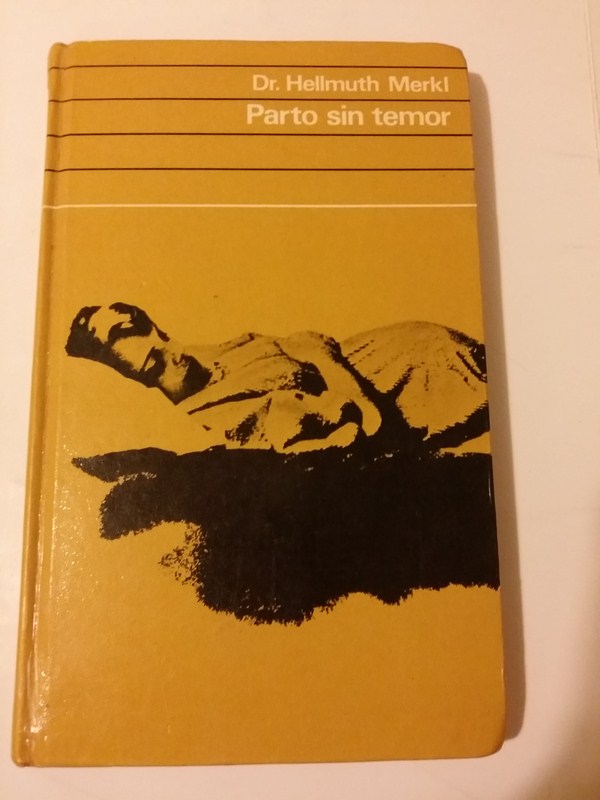 Dr. Hellmuth Merkl
Parto sin temor